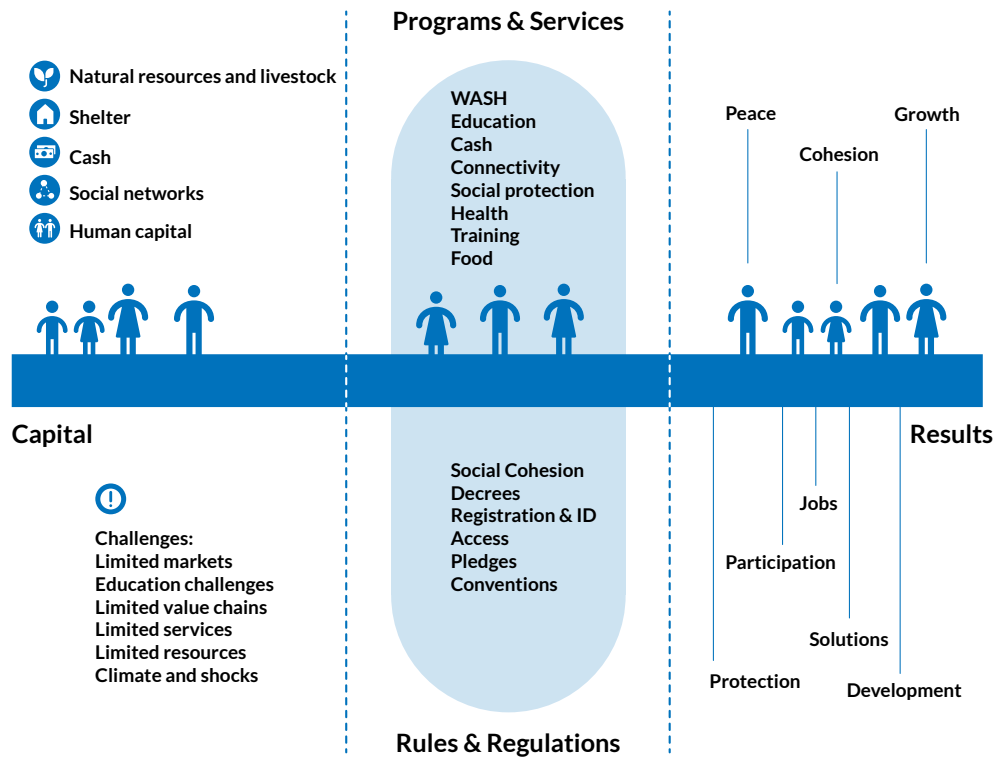 Programs & Services
Natural resources and livestock
Shelter
Cash
Social networks
Human capital
WASH
Education
Cash
Connectivity
Social protection
Health
Training
Food
Peace
Growth
Cohesion
Capital
Results
Challenges:
Limited markets
Education challenges
Limited value chains
Limited services
Limited resources
Climate and shocks
Social Cohesion
Decrees
Registration & ID
Access
Pledges
Conventions
Jobs
Participation
Solutions
Protection
Development
Rules & Regulations